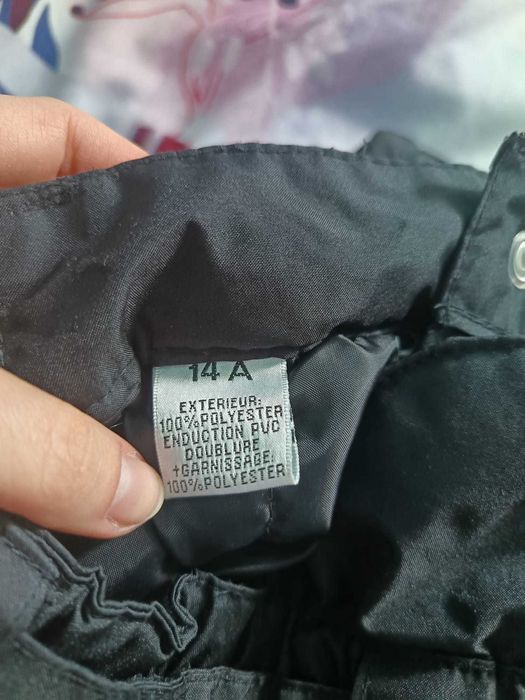 14 A
EXTERIEUR:
100%POLYESTER
ENDUCTION PVC
DOUBLURE
+GARNISSAGE:
100%POLYESTER